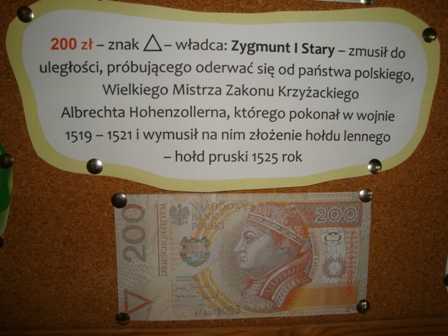 200 zł – znak △ – władca: Zygmunt I Stary – zmusił do
uległości, próbującego oderwać się od państwa polskiego,
Wielkiego Mistrza Zakonu Krzyżackiego
Albrechta Hohenzollerna, którego pokonał w wojnie
1519 – 1521 i wymusił na nim złożenie hołdu lennego
– hołd pruski 1525 rok
200
200